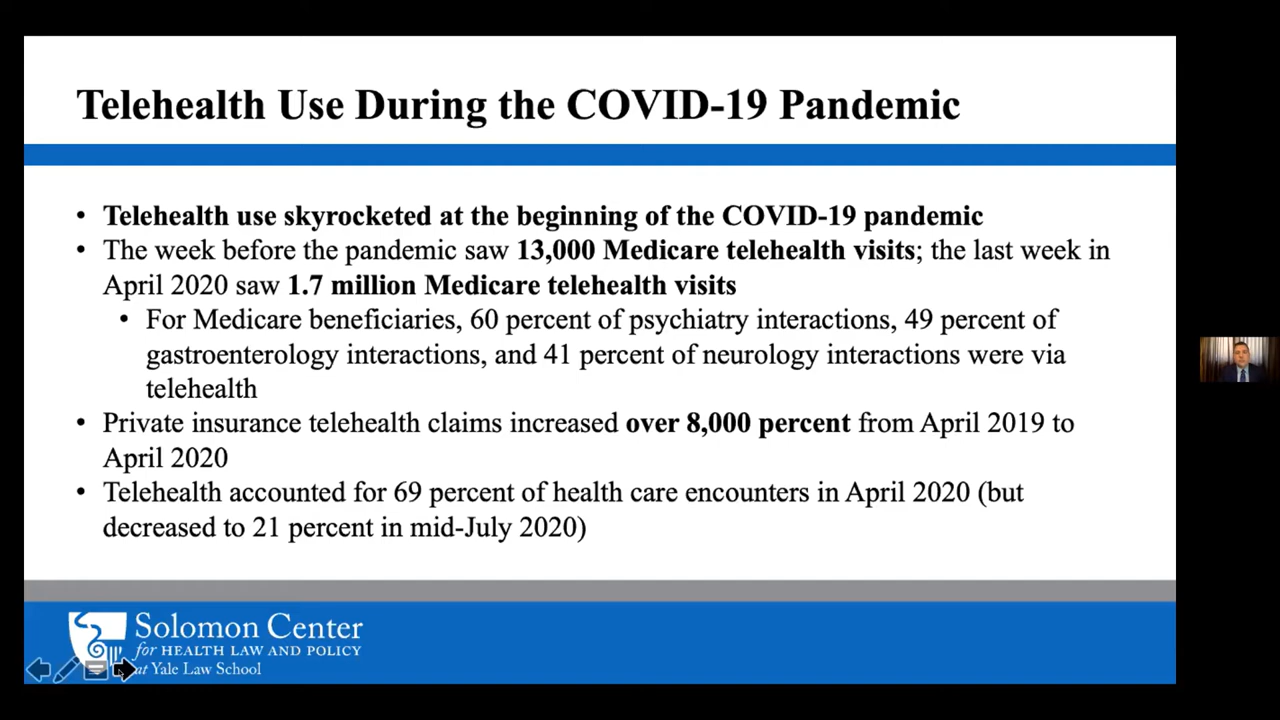 Telehealth Use During the COVID-19 Pandemic
• Telehealth use skyrocketed at the beginning of the COVID-19 pandemic
• The week before the pandemic saw 13,000 Medicare telehealth visits; the last week in
April 2020 saw 1.7 million Medicare telehealth visits
• For Medicare beneficiaries, 60 percent of psychiatry interactions, 49 percent of
gastroenterology interactions, and 41 percent of neurology interactions were via
telehealth
• Private insurance telehealth claims increased over 8,000 percent from April 2019 to
April 2020
• Telehealth accounted for 69 percent of health care encounters in April 2020 (but
decreased to 21 percent in mid-July 2020)
Solomon Center
for HEALTH LAW AND POLICY
at Yale Law School